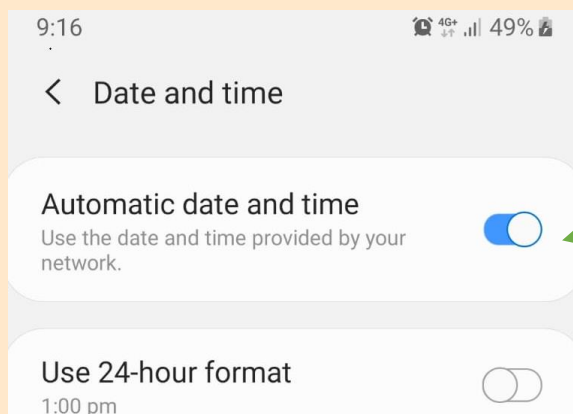 9:16 4G+ 49%
Date and time
Automatic date and time
Use the date and time provided by your
network.
Use 24-hour format
1:00 pm